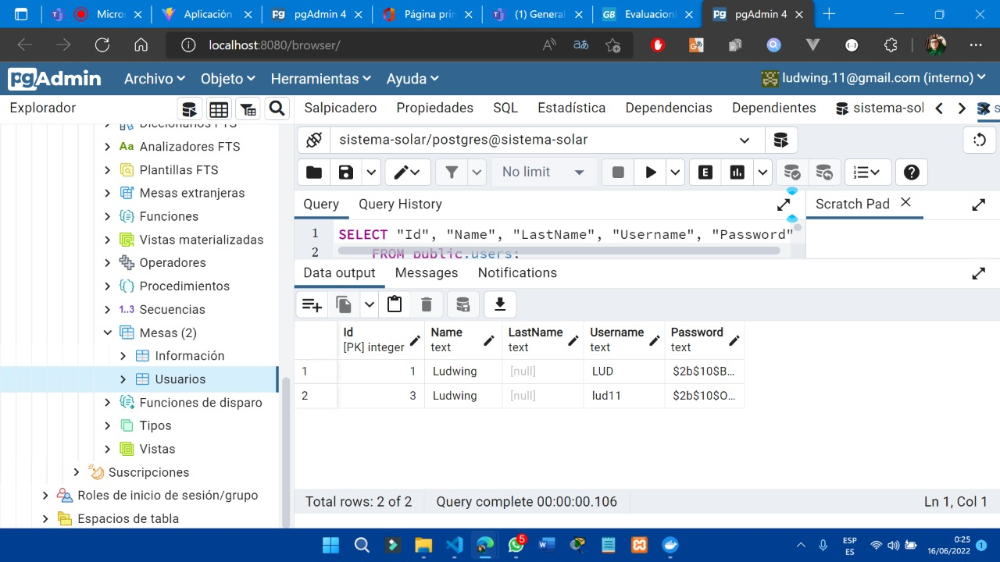 Micros
Aplicación
pgAdmin 4
Página prin
(1) General
EvaluacionF
pgAdmin 4
localhost:8080/browser/
pgAdmin
Archivo
Objeto
Herramientas
Ayuda
ludwing.11@gmail.com (interno)
Explorador
Salpicadero
Propiedades
SQL
Estadística
Dependencias
Dependientes
sistema-sol
s
Diccionarios FTS
Aa Analizadores FTS
Plantillas FTS
Mesas extranjeras
Funciones
Vistas materializadas
Operadores
Procedimientos
1..3 Secuencias
Mesas (2)
Información
Usuarios
Funciones de disparo
Tipos
Vistas
Suscripciones
Roles de inicio de sesión/grupo
Espacios de tabla
sistema-solar/postgres@sistema-solar
No limit
E
Query
Query History
Scratch Pad
1 SELECT "Id", "Name", "LastName", "Username", "Password"
2 FROM public.users;
Data output
Messages
Notifications
Id Name LastName Username Password
[PK] integer text text text text
1 1 Ludwing [null] LUD $2b$10$B...
2 3 Ludwing [null] lud11 $2b$10$O...
Total rows: 2 of 2
Query complete 00:00:00.106
Ln 1, Col 1
5
ESP
ES
0:25
16/06/2022
1